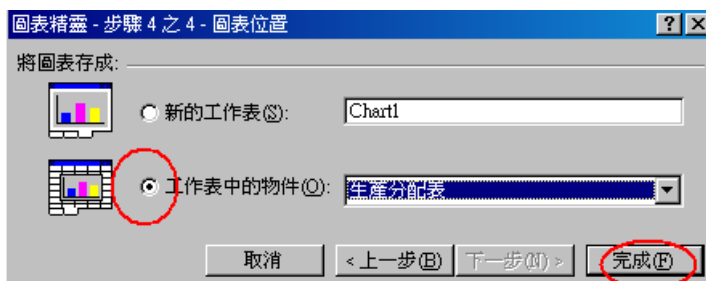 圖表精靈 - 步驟 4 之 4 - 圖表位置
將圖表存成:
新的工作表(S): Chart1
工作表中的物件(O): 生產分配表
取消 < 上一步(B) 下一步(N) > 完成(F)